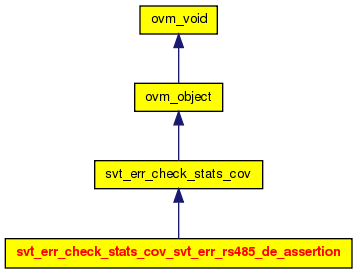 ovm_void
ovm_object
svt_err_check_stats_cov
svt_err_check_stats_cov_svt_err_rs485_de_assertion